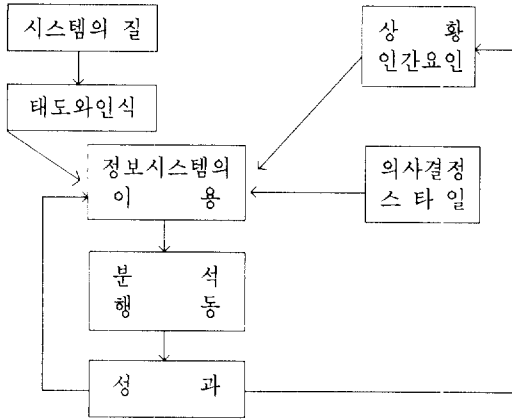 시스템의 질
상 황
인간요인
태도와인식
정보시스템의
이 용
의사결정
스 타 일
분 석
행 동
성 과